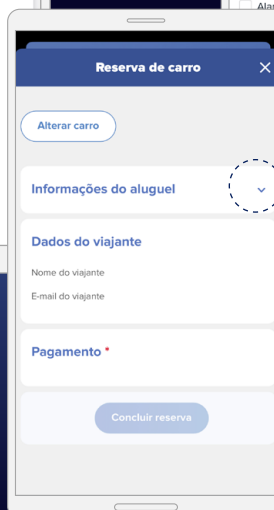 Reserva de carro
Alterar carro
Informações do aluguel
Dados do viajante
Nome do viajante
E-mail do viajante
Pagamento *
Concluir reserva